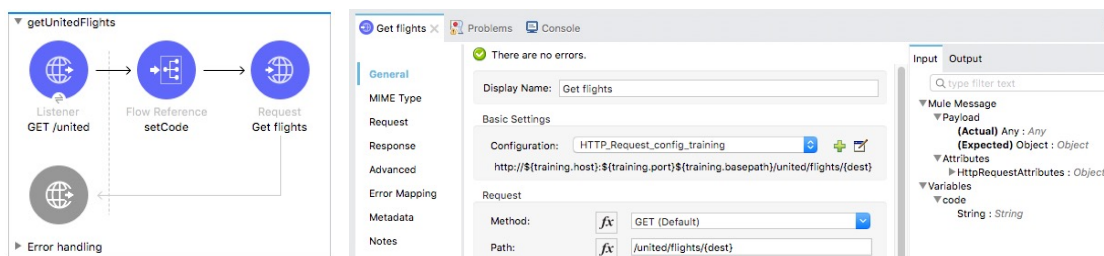 getUnitedFlights
Listener
GET /united
Flow Reference
setCode
Request
Get flights
Error handling
Get flights
Problems
Console
There are no errors.
General
MIME Type
Request
Response
Advanced
Error Mapping
Metadata
Notes
Display Name: Get flights
Basic Settings
Configuration: HTTP_Request_config_training
http://${training.host}:${training.port}${training.basepath}/united/flights/{dest}
Request
Method: fx GET (Default)
Path: fx /united/flights/{dest}
Input Output
type filter text
Mule Message
Payload
(Actual) Any : Any
(Expected) Object : Object
Attributes
HttpRequestAttributes : Object
Variables
code
String : String